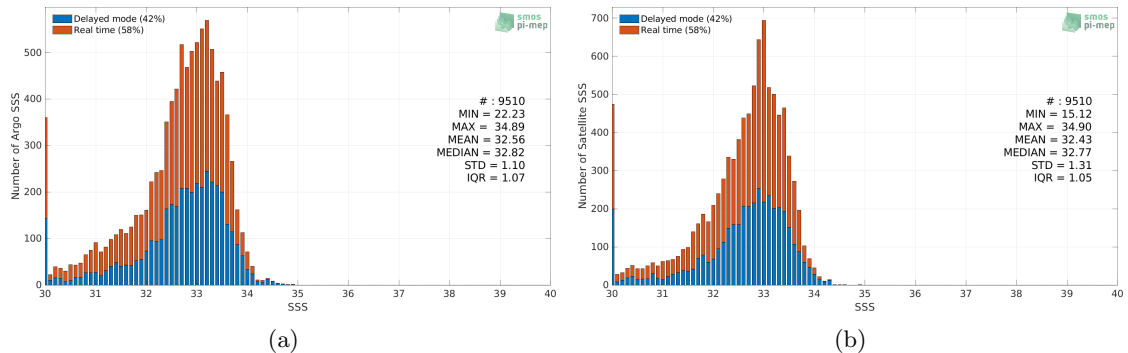 Delayed mode (42%)
Real time (58%)
smos
pi-mep
Number of Argo SSS
500
400
300
200
100
0
# : 9510
MIN = 22.23
MAX = 34.89
MEAN = 32.56
MEDIAN = 32.82
STD = 1.10
IQR = 1.07
30 31 32 33 34 35 36 37 38 39 40
SSS
(a)
Delayed mode (42%)
Real time (58%)
smos
pi-mep
Number of Satellite SSS
700
600
500
400
300
200
100
0
# : 9510
MIN = 15.12
MAX = 34.90
MEAN = 32.43
MEDIAN = 32.77
STD = 1.31
IQR = 1.05
30 31 32 33 34 35 36 37 38 39 40
SSS
(b)